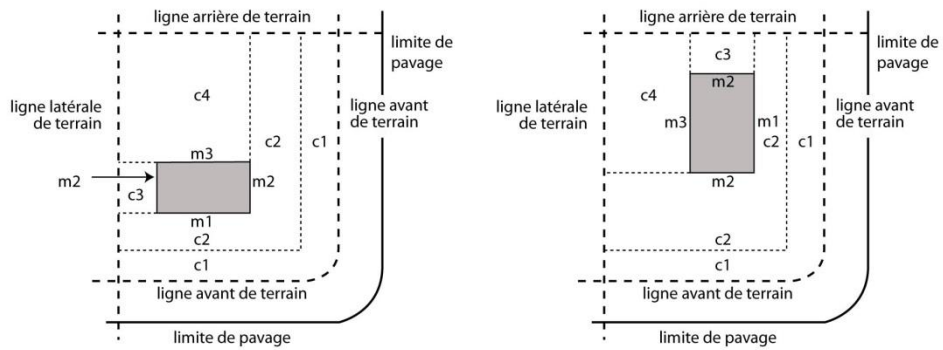 ligne arrière de terrain
limite de
pavage
c4
ligne latérale
de terrain
ligne avant
de terrain
c2
c1
m3
m2
m2
c3
m1
c2
c1
ligne avant de terrain
limite de pavage
ligne arrière de terrain
limite de
pavage
c3
m2
c4
ligne latérale
de terrain
ligne avant
de terrain
m3
m1
c2
c1
m2
c2
c1
ligne avant de terrain
limite de pavage